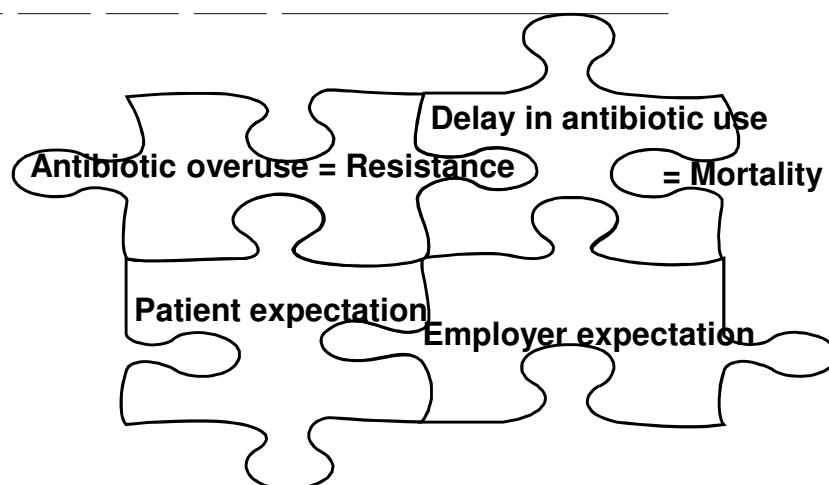 Delay in antibiotic use
Antibiotic overuse = Resistance
= Mortality
Patient expectation
Employer expectation